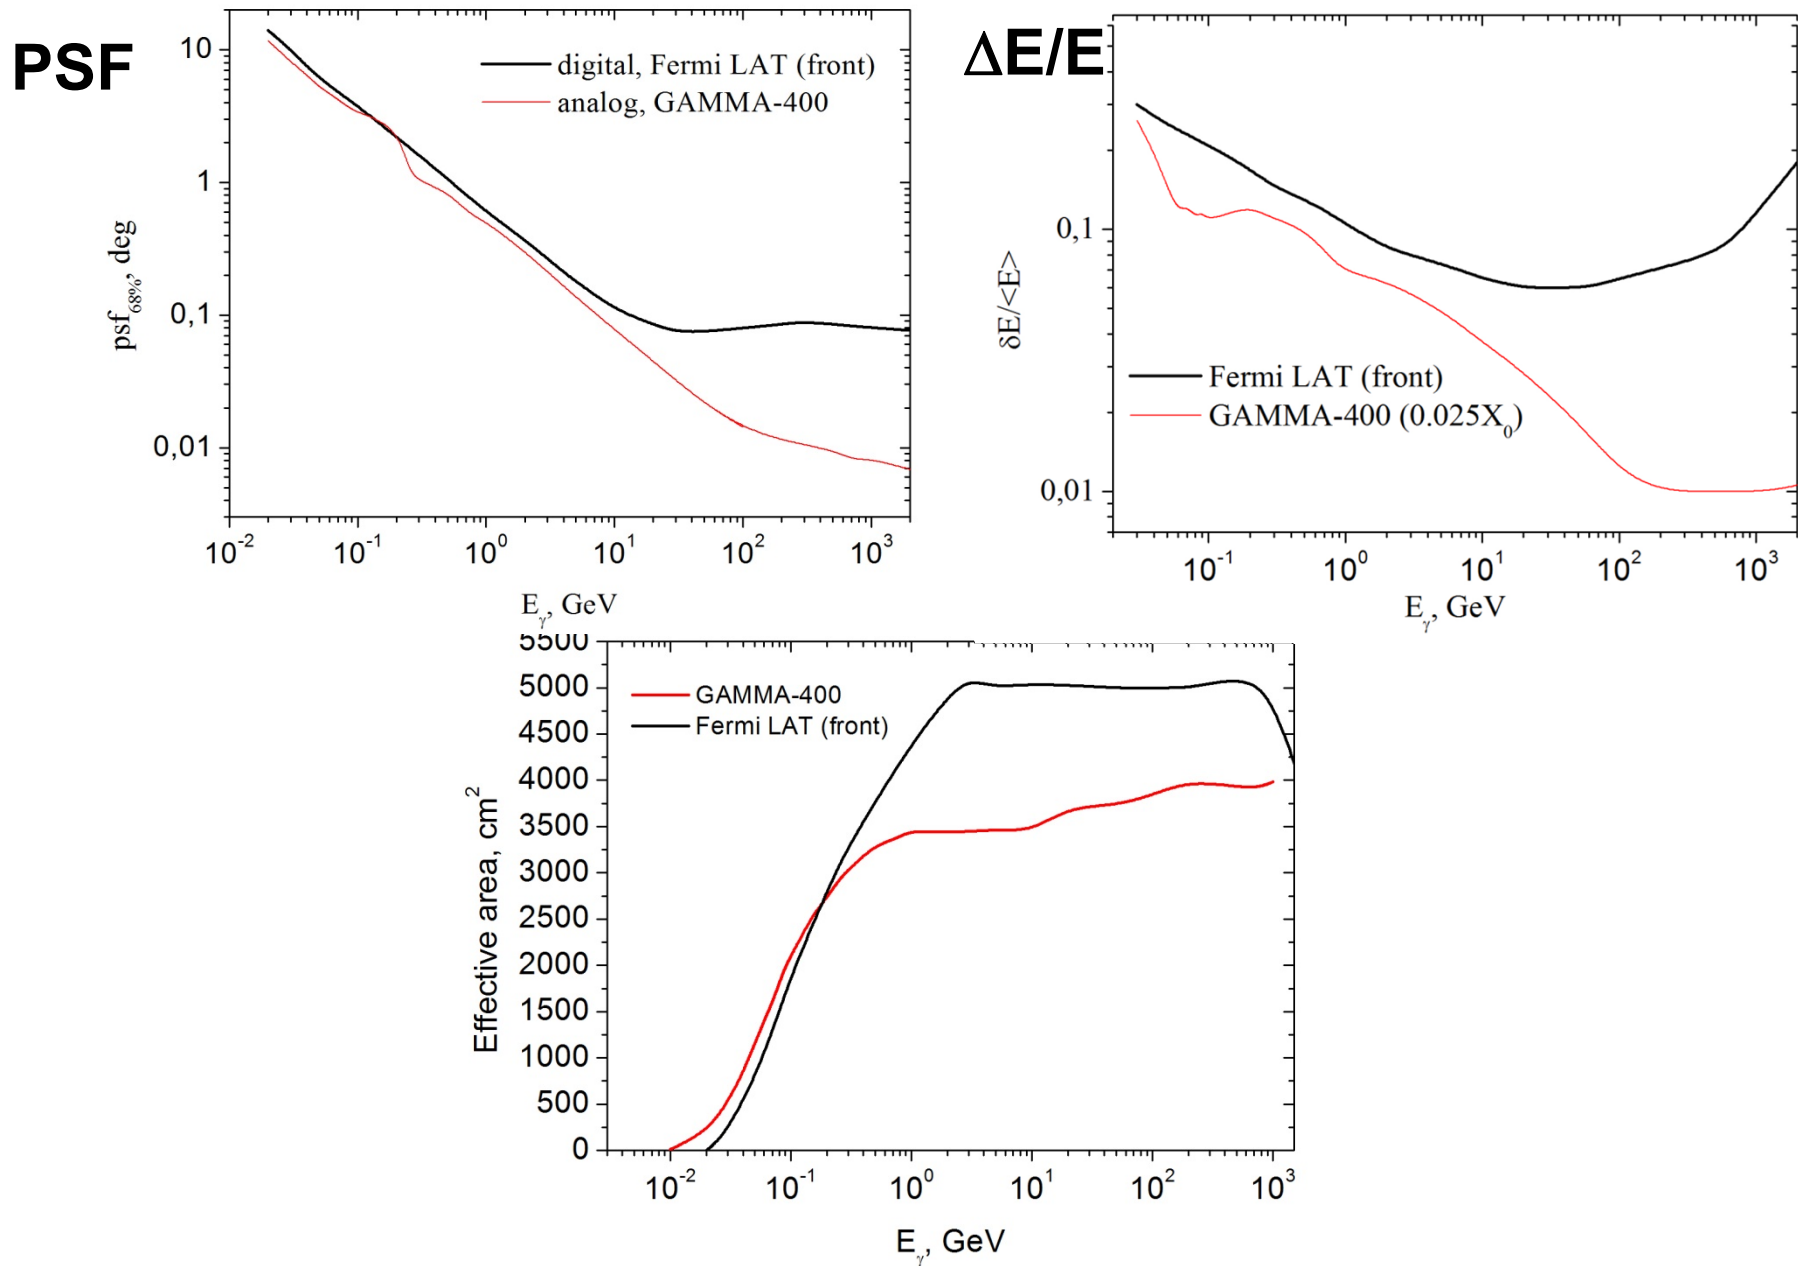 PSF
10
1
0,1
0,01
psf68%, deg
digital, Fermi LAT (front)
analog, GAMMA-400
10-2 10-1 100 101 102 103
Eγ, GeV
ΔE/E
0,1
0,01
δE/<E>
Fermi LAT (front)
GAMMA-400 (0.025X0)
10-1 100 101 102 103
Eγ, GeV
5500
5000
4500
4000
3500
3000
2500
2000
1500
1000
500
0
Effective area, cm2
GAMMA-400
Fermi LAT (front)
10-2 10-1 100 101 102 103
Eγ, GeV